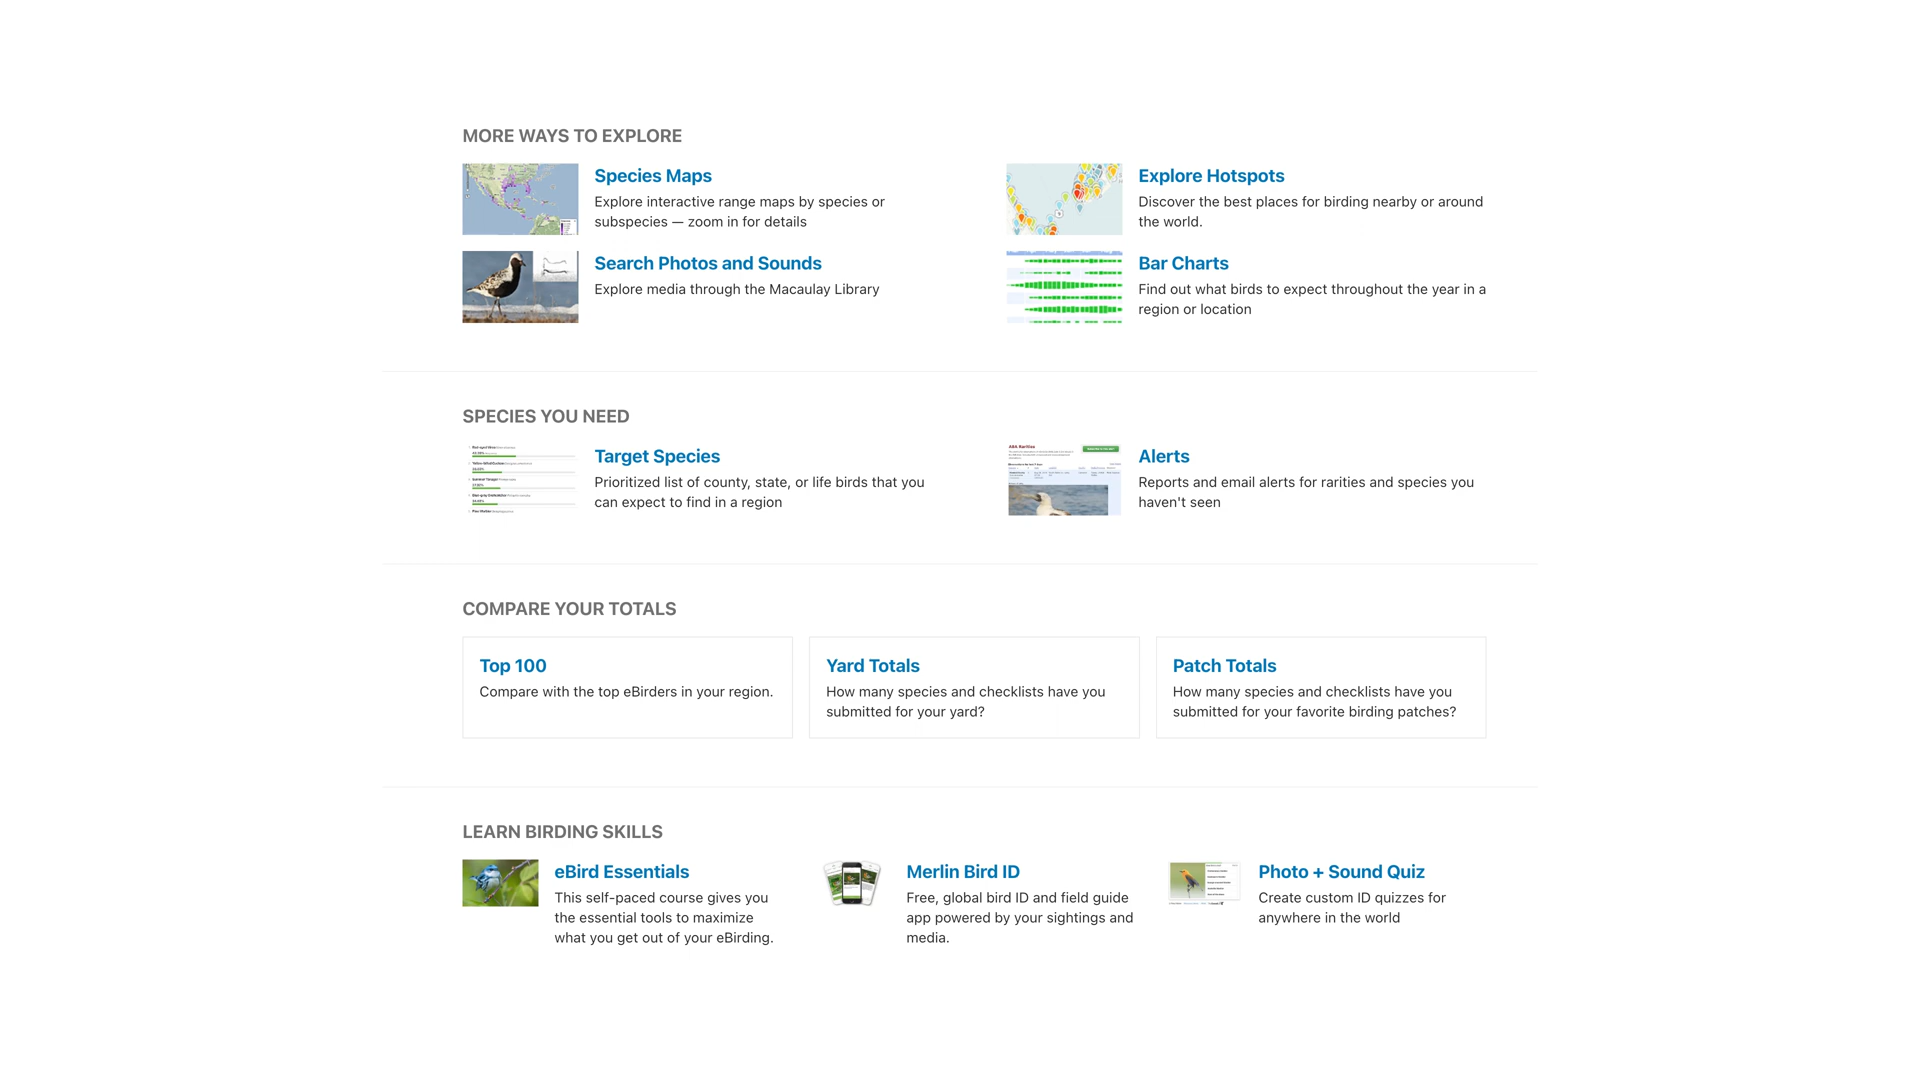 MORE WAYS TO EXPLORE
Species Maps
Explore interactive range maps by species or
subspecies — zoom in for details
Explore Hotspots
Discover the best places for birding nearby or around
the world.
Search Photos and Sounds
Explore media through the Macaulay Library
Bar Charts
Find out what birds to expect throughout the year in a
region or location
SPECIES YOU NEED
Target Species
Prioritized list of county, state, or life birds that you
can expect to find in a region
ABA Rarities
Alerts
Reports and email alerts for rarities and species you
haven't seen
COMPARE YOUR TOTALS
Top 100
Compare with the top eBirders in your region.
Yard Totals
How many species and checklists have you
submitted for your yard?
Patch Totals
How many species and checklists have you
submitted for your favorite birding patches?
LEARN BIRDING SKILLS
eBird Essentials
This self-paced course gives you
the essential tools to maximize
what you get out of your eBirding.
Merlin Bird ID
Free, global bird ID and field guide
app powered by your sightings and
media.
Photo + Sound Quiz
Create custom ID quizzes for
anywhere in the world